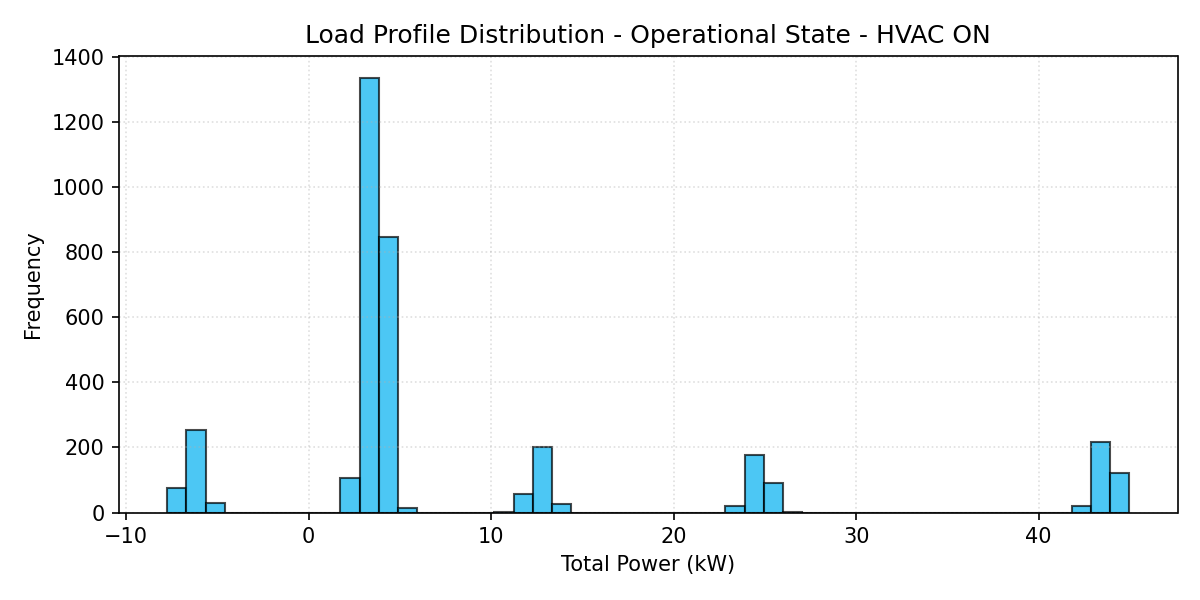 Load Profile Distribution - Operational State - HVAC ON
1400
1200
1000
800
600
400
200
0
Frequency
−10 0 10 20 30 40
Total Power (kW)